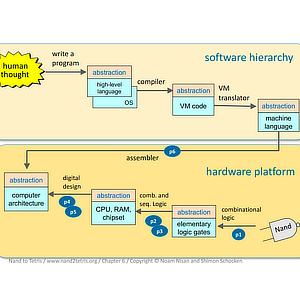 software hierarchy
human
thought
write a
program
abstraction
high-level
language
OS
compiler
abstraction
VM code
VM
translator
abstraction
machine
language
assembler
p6
hardware platform
abstraction
computer
architecture
digital
design
p4
p5
abstraction
CPU, RAM,
chipset
comb. and
seq. Logic
p2
p3
abstraction
elementary
logic gates
combinational
logic
p1
Nand
Nand to Tetris / www.nand2tetris.org / Chapter 6 / Copyright © Noam Nisan and Shimon Schocken